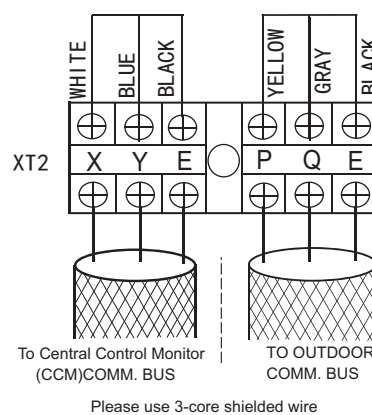 WHITE BLUE BLACK YELLOW GRAY BLACK
XT2 X Y E P Q E
To Central Control Monitor
(CCM)COMM. BUS
TO OUTDOOR
COMM. BUS
Please use 3-core shielded wire